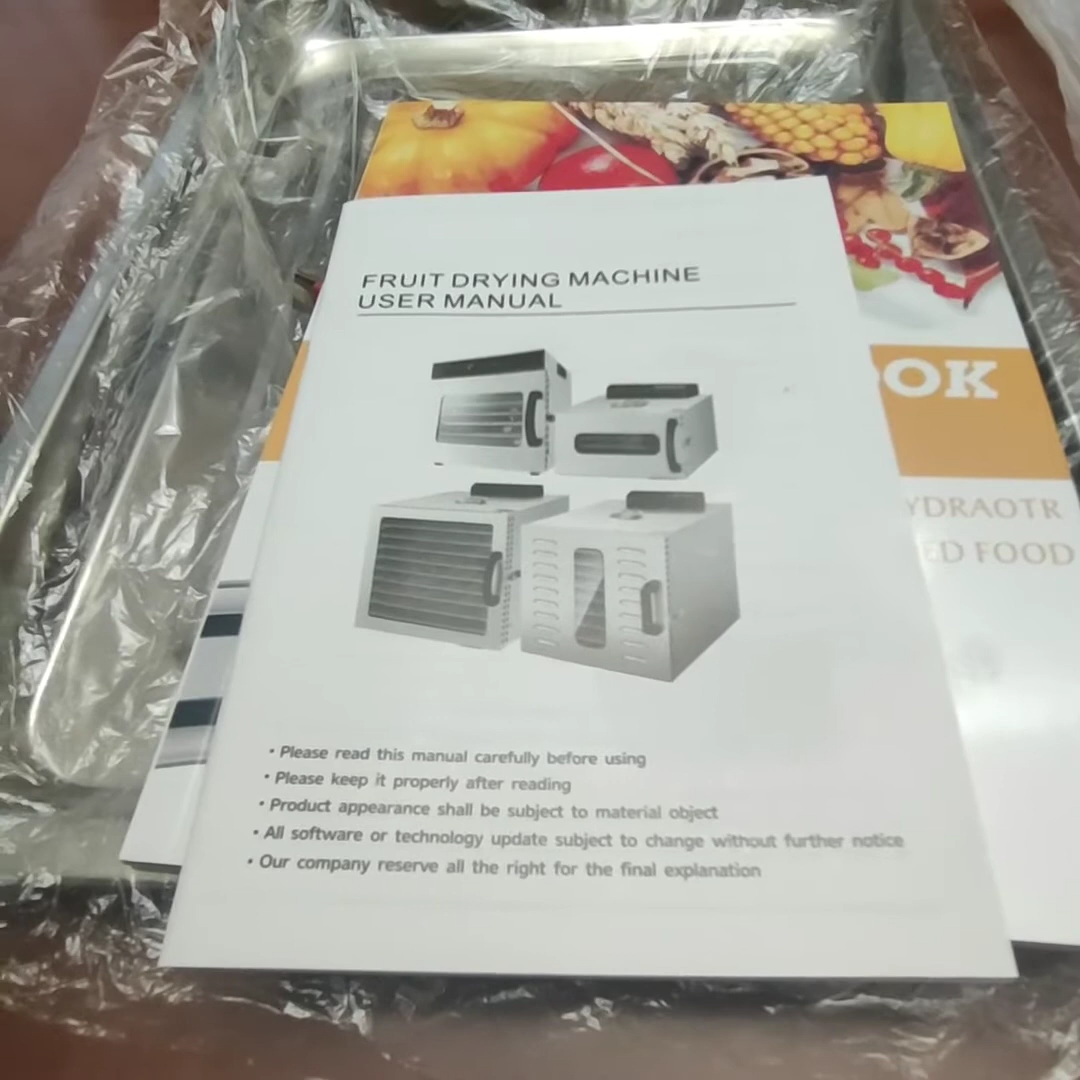 FRUIT DRYING MACHINE
USER MANUAL
OK
YDRAOTR
ED FOOD
• Please read this manual carefully before using
• Please keep it properly after reading
• Product appearance shall be subject to material object
• All software or technology update subject to change without further notice
• Our company reserve all the right for the final explanation